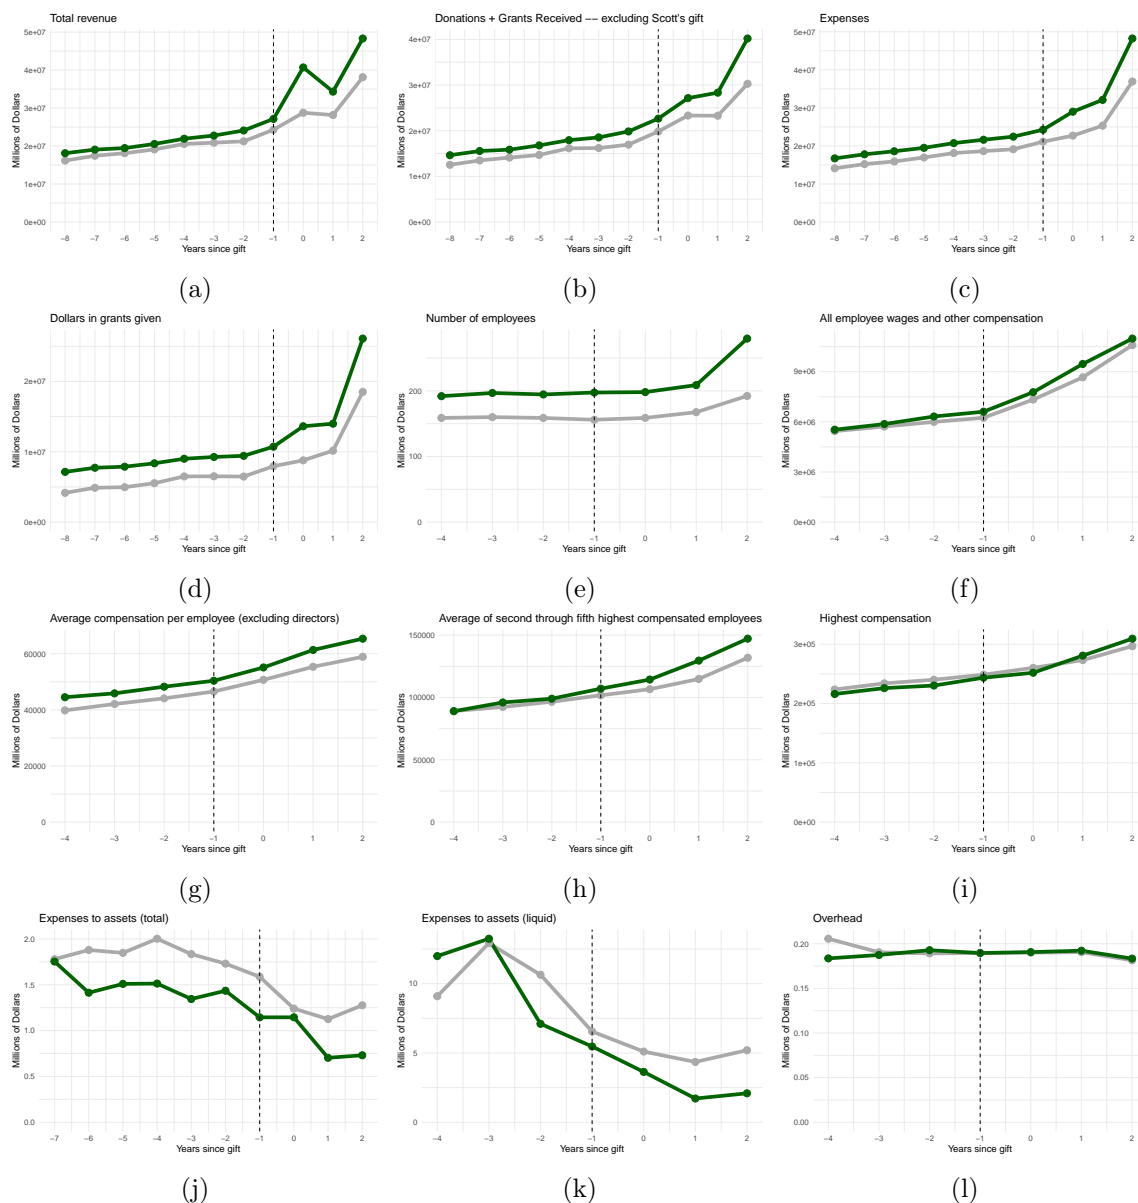 Total revenue
Donations + Grants Received −− excluding Scott's gift
Expenses
5e+07
4e+07
3e+07
2e+07
1e+07
0e+00
Millions of Dollars
−8 −7 −6 −5 −4 −3 −2 −1 0 1 2
Years since gift
4e+07
3e+07
2e+07
1e+07
0e+00
Millions of Dollars
−8 −7 −6 −5 −4 −3 −2 −1 0 1 2
Years since gift
5e+07
4e+07
3e+07
2e+07
1e+07
0e+00
Millions of Dollars
−8 −7 −6 −5 −4 −3 −2 −1 0 1 2
Years since gift
(a)
(b)
(c)
Dollars in grants given
Number of employees
All employee wages and other compensation
2e+07
1e+07
0e+00
Millions of Dollars
−8 −7 −6 −5 −4 −3 −2 −1 0 1 2
Years since gift
200
100
0
Millions of Dollars
−4 −3 −2 −1 0 1 2
Years since gift
9e+06
6e+06
3e+06
0e+00
Millions of Dollars
−4 −3 −2 −1 0 1 2
Years since gift
(d)
(e)
(f)
Average compensation per employee (excluding directors)
Average of second through fifth highest compensated employees
Highest compensation
60000
40000
20000
0
Millions of Dollars
−4 −3 −2 −1 0 1 2
Years since gift
150000
100000
50000
0
Millions of Dollars
−4 −3 −2 −1 0 1 2
Years since gift
3e+05
2e+05
1e+05
0e+00
Millions of Dollars
−4 −3 −2 −1 0 1 2
Years since gift
(g)
(h)
(i)
Expenses to assets (total)
Expenses to assets (liquid)
Overhead
2.0
1.5
1.0
0.5
0.0
Millions of Dollars
−7 −6 −5 −4 −3 −2 −1 0 1 2
Years since gift
10
5
0
Millions of Dollars
−4 −3 −2 −1 0 1 2
Years since gift
0.20
0.15
0.10
0.05
0.00
Millions of Dollars
−4 −3 −2 −1 0 1 2
Years since gift
(j)
(k)
(l)